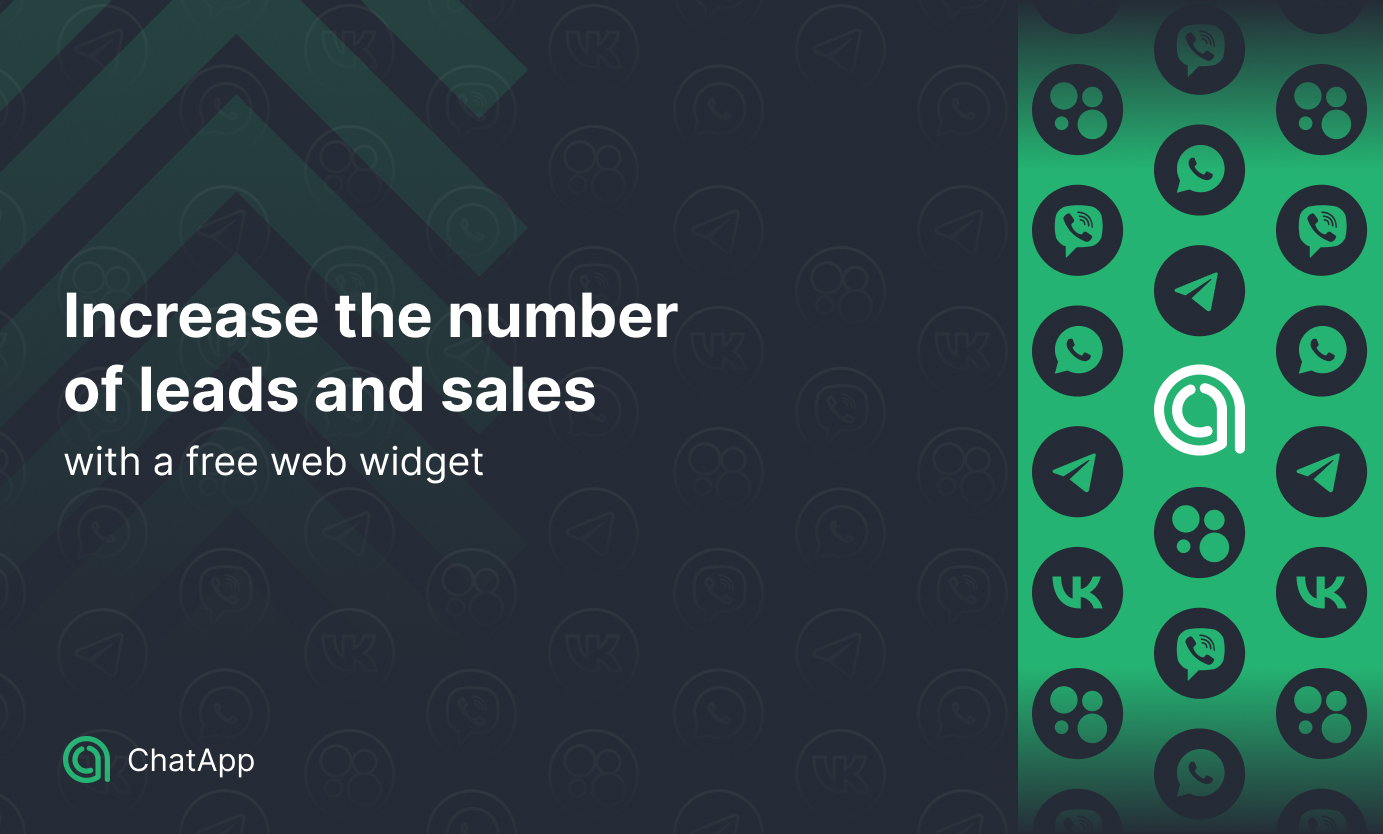 Increase the number
of leads and sales
with a free web widget
ChatApp